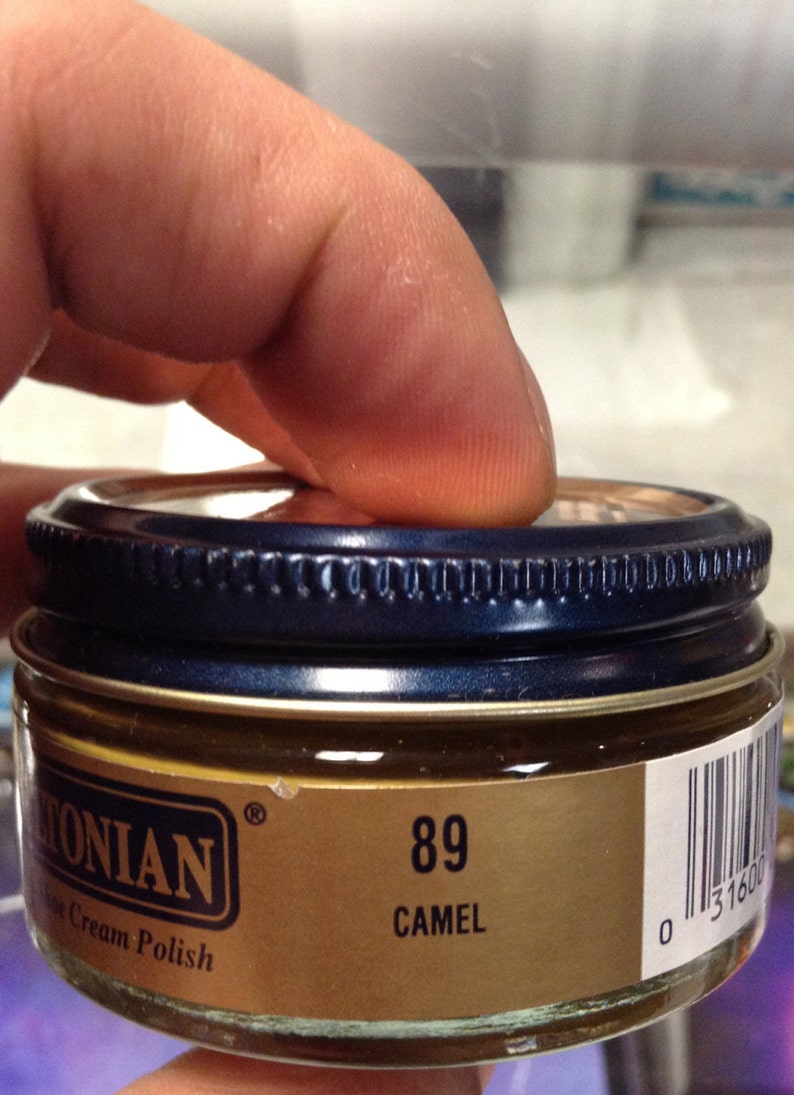 TONIAN®
Cream Polish
89
CAMEL
0 31600